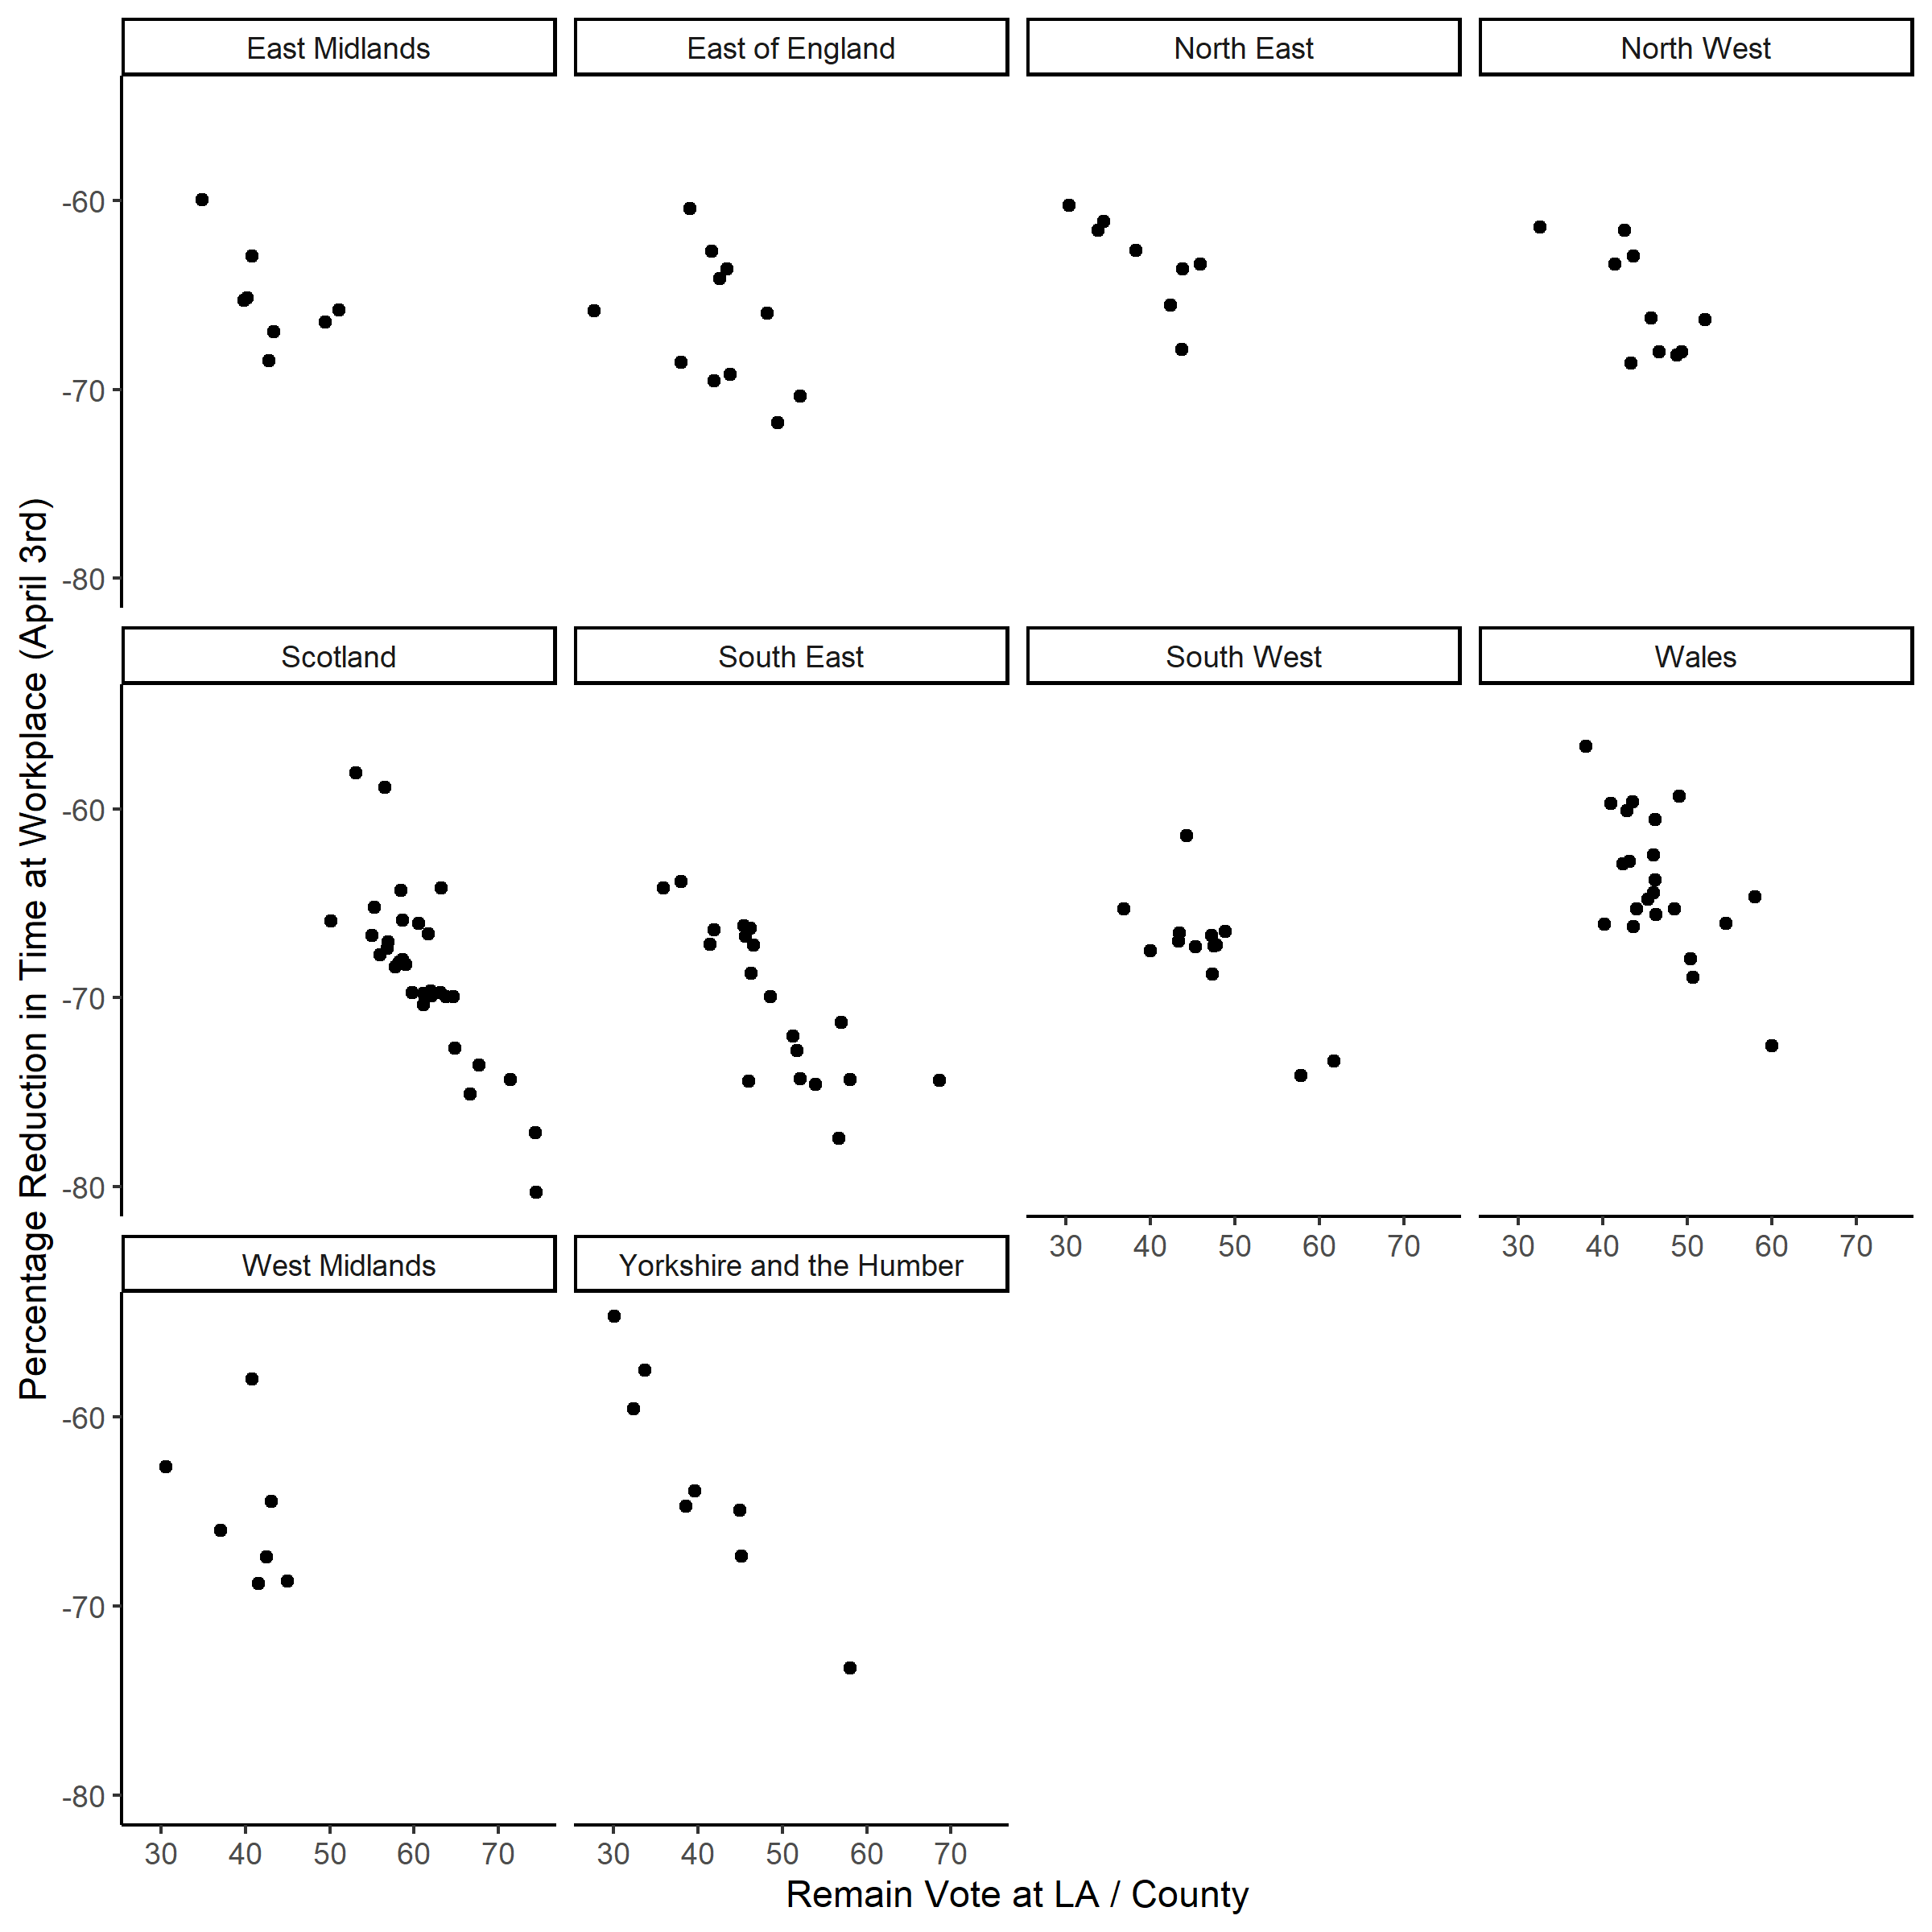 East Midlands
East of England
North East
North West
-60
-70
-80
Scotland
South East
South West
Wales
-60
-70
-80
30 40 50 60 70
30 40 50 60 70
West Midlands
Yorkshire and the Humber
-60
-70
-80
30 40 50 60 70
30 40 50 60 70
Remain Vote at LA / County
Percentage Reduction in Time at Workplace (April 3rd)